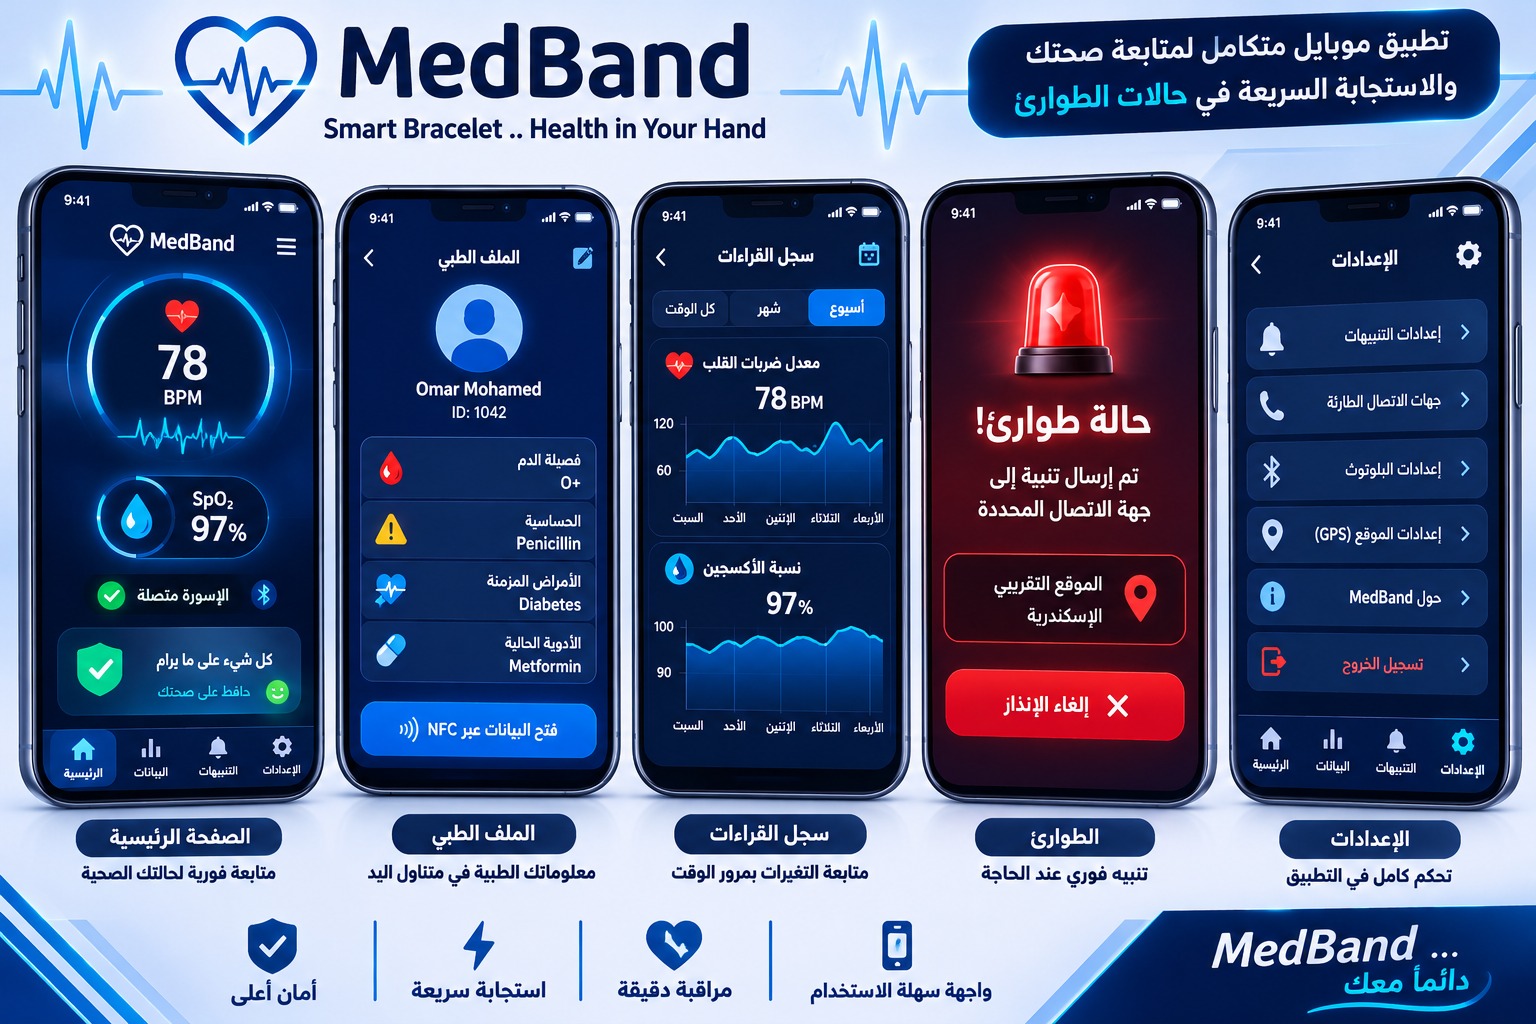 MedBand
Smart Bracelet .. Health in Your Hand
تطبيق موبايل متكامل لمتابعة صحتك
والاستجابة السريعة في حالات الطوارئ
9:41
MedBand
78
BPM
SpO₂
97%
الإسورة متصلة
كل شيء على ما يرام
حافظ على صحتك
الرئيسية
البيانات
التنبيهات
الإعدادات
9:41
الملف الطبي
Omar Mohamed
ID: 1042
فصيلة الدم
O+
الحساسية
Penicillin
الأمراض المزمنة
Diabetes
الأدوية الحالية
Metformin
فتح البيانات عبر NFC
9:41
سجل القراءات
أسبوع
شهر
كل الوقت
معدل ضربات القلب
78 BPM
120
60
السبت
الأحد
الإثنين
الثلاثاء
الأربعاء
نسبة الأكسجين
97%
100
90
السبت
الأحد
الإثنين
الثلاثاء
الأربعاء
9:41
حالة طوارئ!
تم إرسال تنبية إلى
جهة الاتصال المحددة
الموقع التقريبي
الإسكندرية
إلغاء الإنذاز
9:41
الإعدادات
إعدادات التنبيهات
جهات الاتصال الطارئة
إعدادات البلوتوث
إعدادات الموقع (GPS)
حول MedBand
تسجيل الخروج
الرئيسية
البيانات
التنبيهات
الإعدادات
الصفحة الرئيسية
متابعة فورية لحالتك الصحية
الملف الطبي
معلوماتك الطبية في متناول اليد
سجل القراءات
متابعة التغيرات بمرور الوقت
الطوارئ
تنبيه فوري عند الحاجة
الإعدادات
تحكم كامل في التطبيق
أمان أعلى
استجابة سريعة
مراقبة دقيقة
واجهة سهلة الاستخدام
MedBand ...
دائماً معك